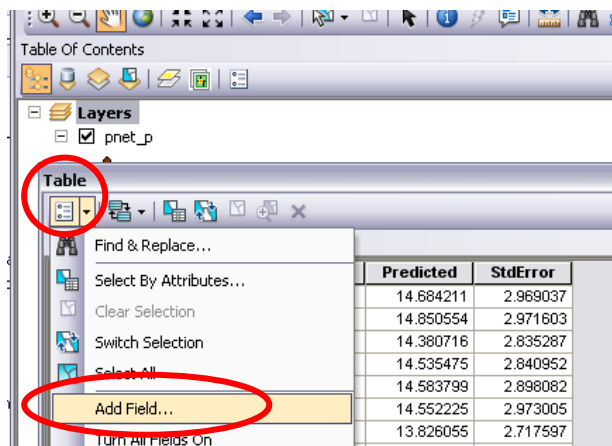 Table Of Contents
Layers
pnet_p
Table
Find & Replace...
Select By Attributes...
Clear Selection
Switch Selection
Select All
Add Field...
Turn All Fields On
Predicted StdError
14.684211 2.969037
14.850554 2.971603
14.380716 2.835287
14.535475 2.840952
14.583799 2.898082
14.552225 2.973005
13.826055 2.717597